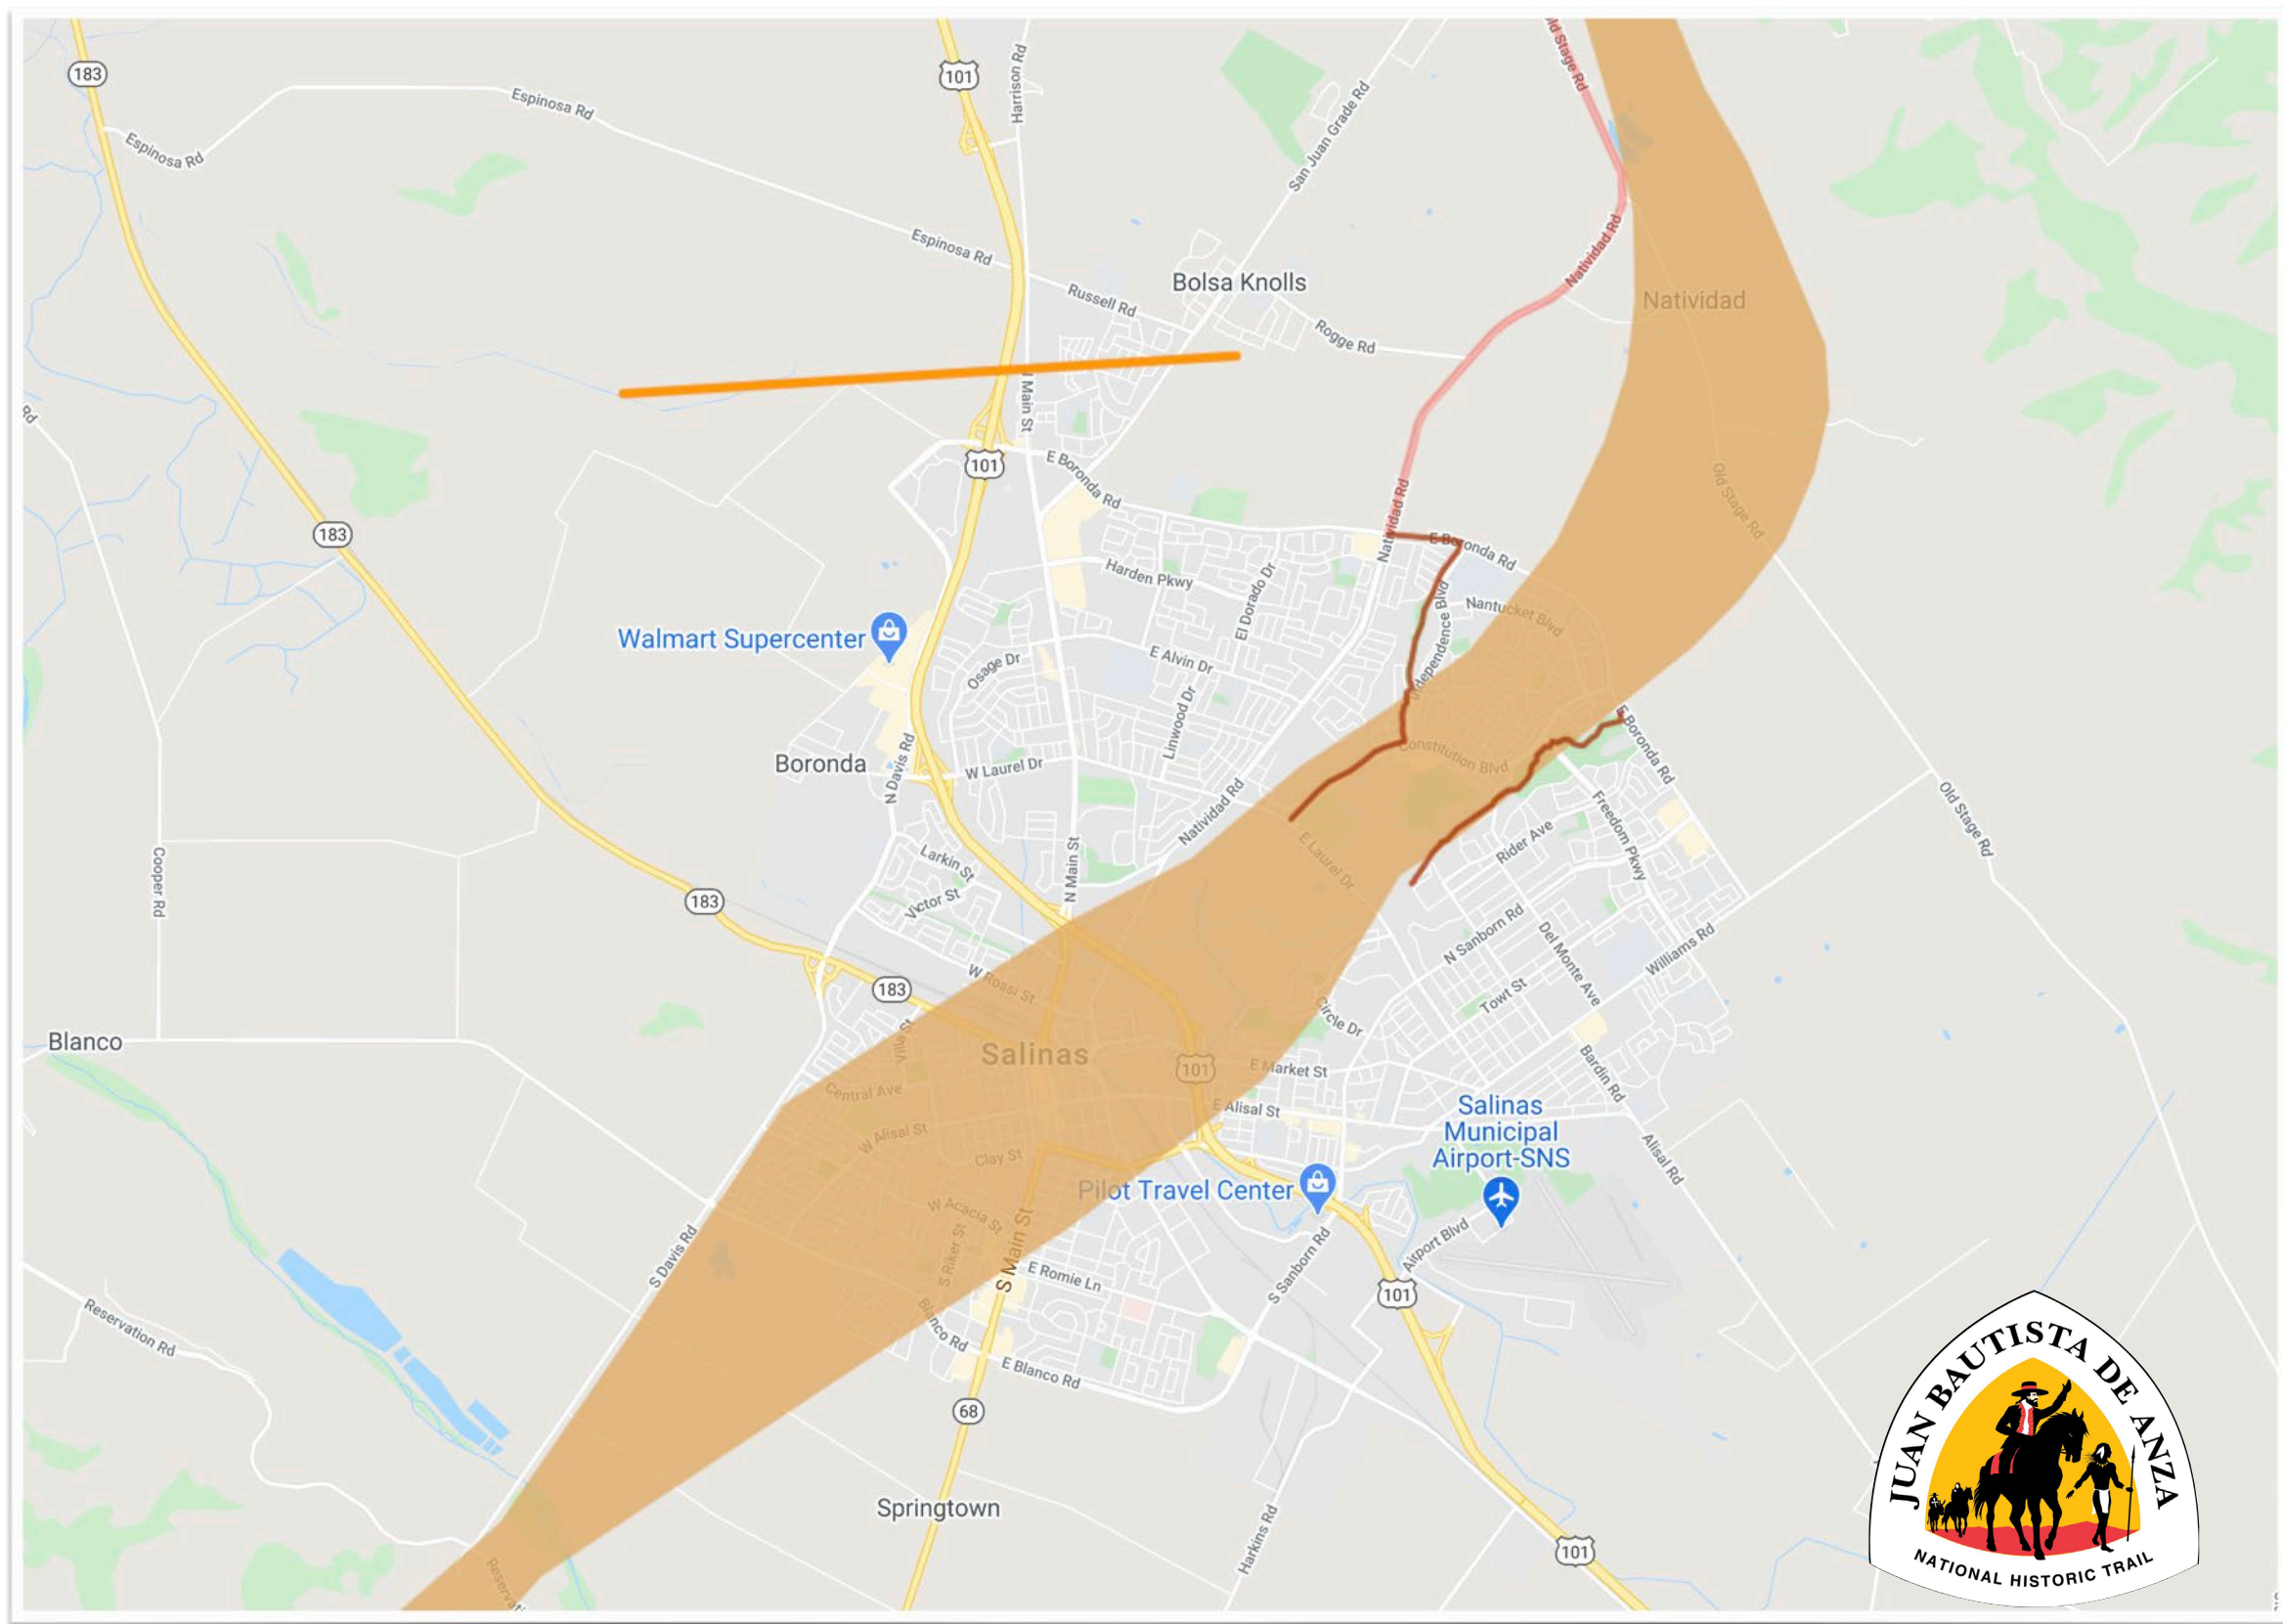 183
101
Harrison Rd
Old Stage Rd
Espinosa Rd
Espinosa Rd
San Juan Grade Rd
Espinosa Rd
Natividad Rd
Bolsa Knolls
Natividad
Russell Rd
Rogge Rd
N Main St
Rd
101
E Boronda Rd
Old Stage Rd
Natividad Rd
183
E Boronda Rd
Natividad Rd
Harden Pkwy
El Dorado Dr
Independence Blvd
Nantucket Blvd
Walmart Supercenter
Osage Dr
E Alvin Dr
Linwood Dr
Constitution Blvd
E Boronda Rd
Boronda
N Davis Rd
W Laurel Dr
Natividad Rd
Freedom Pkwy
Old Stage Rd
Cooper Rd
Larkin St
N Main St
E Laurel Dr
Rider Ave
Victor St
183
N Sanborn Rd
Del Monte Ave
Williams Rd
183
W Rossi St
Towt St
Circle Dr
Blanco
Villa St
Salinas
101
E Market St
Bardin Rd
Central Ave
E Alisal St
Salinas
Municipal
Airport-SNS
W Alisal St
Clay St
Alisal Rd
Pilot Travel Center
W Acacia St
S Main St
S Riker St
S Davis Rd
Airport Blvd
S Sanborn Rd
E Romie Ln
101
Reservation Rd
Blanco Rd
E Blanco Rd
68
Springtown
Harkins Rd
101
Reservati
JUAN BAUTISTA DE ANZA
NATIONAL HISTORIC TRAIL